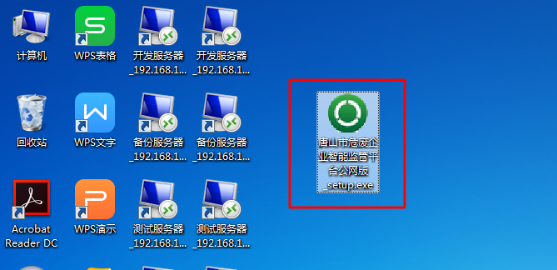 计算机
WPS表格
开发服务器
_192.168.1...
开发服务器
_192.168.1...
回收站
WPS文字
备份服务器
_192.168.1...
备份服务器
_192.168.1...
唐山市危废企
业智能监管平
台公网版
_setup.exe
Acrobat
Reader DC
WPS演示
测试服务器
_192.168.1...
测试服务器
_192.168.1...